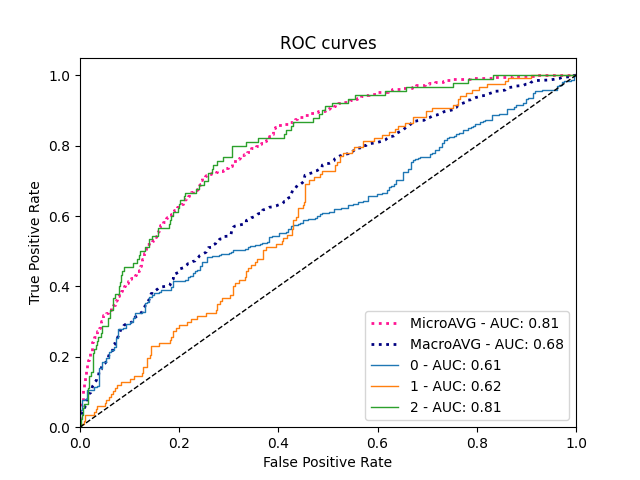 ROC curves
True Positive Rate
1.0
0.8
0.6
0.4
0.2
0.0
MicroAVG - AUC: 0.81
MacroAVG - AUC: 0.68
0 - AUC: 0.61
1 - AUC: 0.62
2 - AUC: 0.81
0.0 0.2 0.4 0.6 0.8 1.0
False Positive Rate